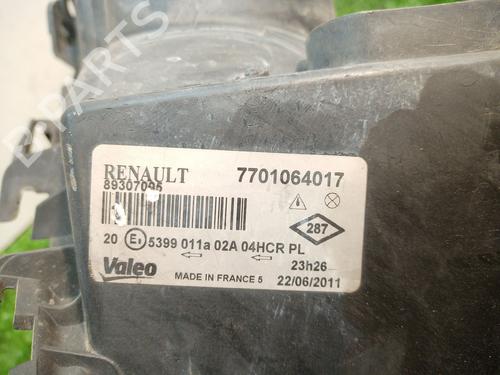 B-PARTS
RENAULT 7701064017
89307095
287
20 E1 5399 011a 02A 04HCR PL
23h26
Valeo MADE IN FRANCE 5 22/06/2011